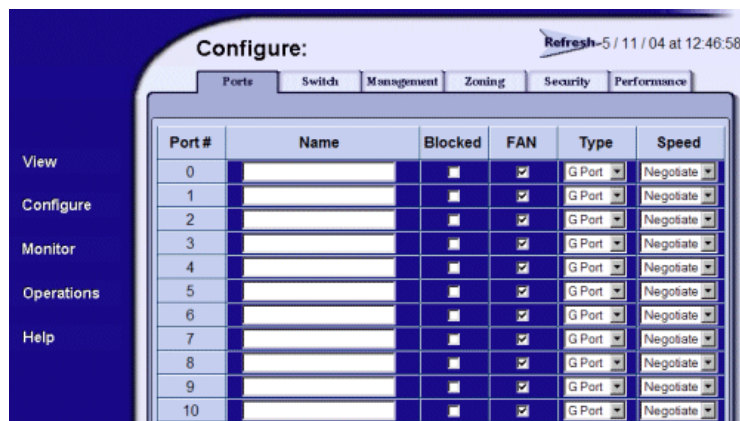 Configure:
Refresh-5 / 11 / 04 at 12:46:58
Ports Switch Management Zoning Security Performance
Port # Name Blocked FAN Type Speed
View
Configure
Monitor
Operations
Help
0 G Port Negotiate
1 G Port Negotiate
2 G Port Negotiate
3 G Port Negotiate
4 G Port Negotiate
5 G Port Negotiate
6 G Port Negotiate
7 G Port Negotiate
8 G Port Negotiate
9 G Port Negotiate
10 G Port Negotiate